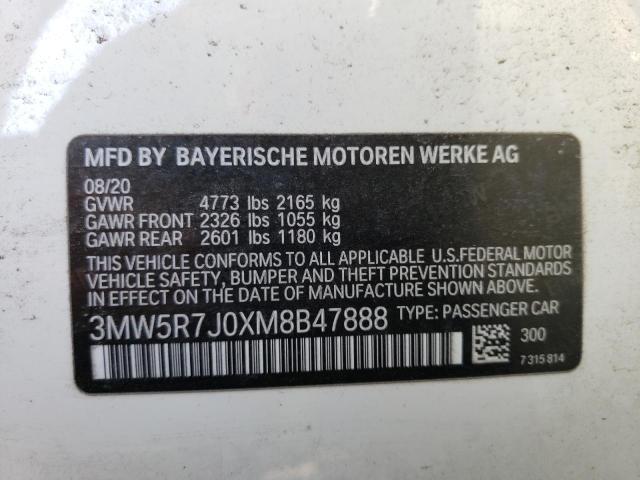 MFD BY BAYERISCHE MOTOREN WERKE AG
08/20
GVWR 4773 lbs 2165 kg
GAWR FRONT 2326 lbs 1055 kg
GAWR REAR 2601 lbs 1180 kg
THIS VEHICLE CONFORMS TO ALL APPLICABLE U.S.FEDERAL MOTOR
VEHICLE SAFETY, BUMPER AND THEFT PREVENTION STANDARDS
IN EFFECT ON THE DATE OF MANUFACTURE SHOWN ABOVE.
3MW5R7J0XM8B47888 TYPE: PASSENGER CAR
300
7 315 814